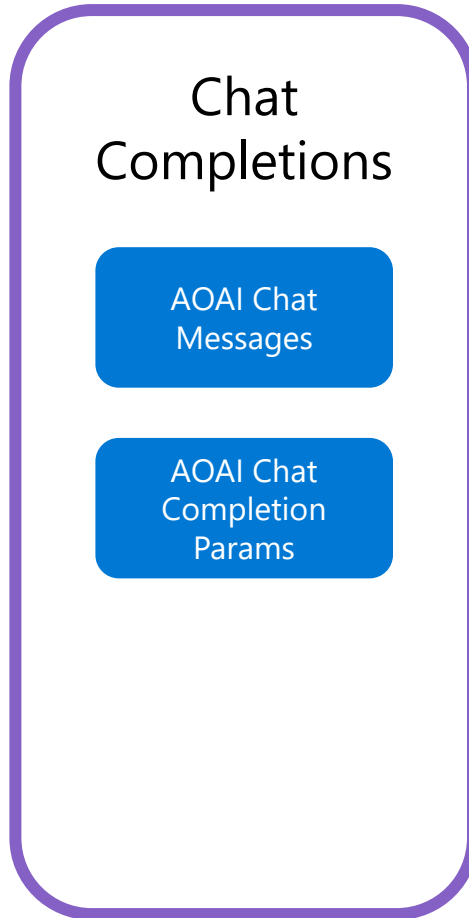 Chat
Completions
AOAI Chat
Messages
AOAI Chat
Completion
Params